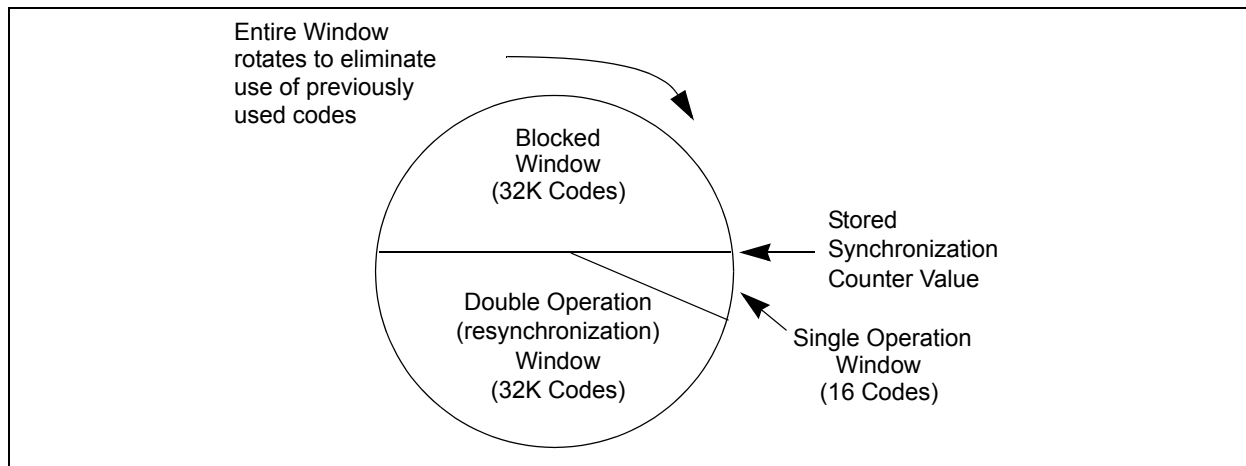 Entire Window
rotates to eliminate
use of previously
used codes
Blocked
Window
(32K Codes)
Stored
Synchronization
Counter Value
Double Operation
(resynchronization)
Window
(32K Codes)
Single Operation
Window
(16 Codes)